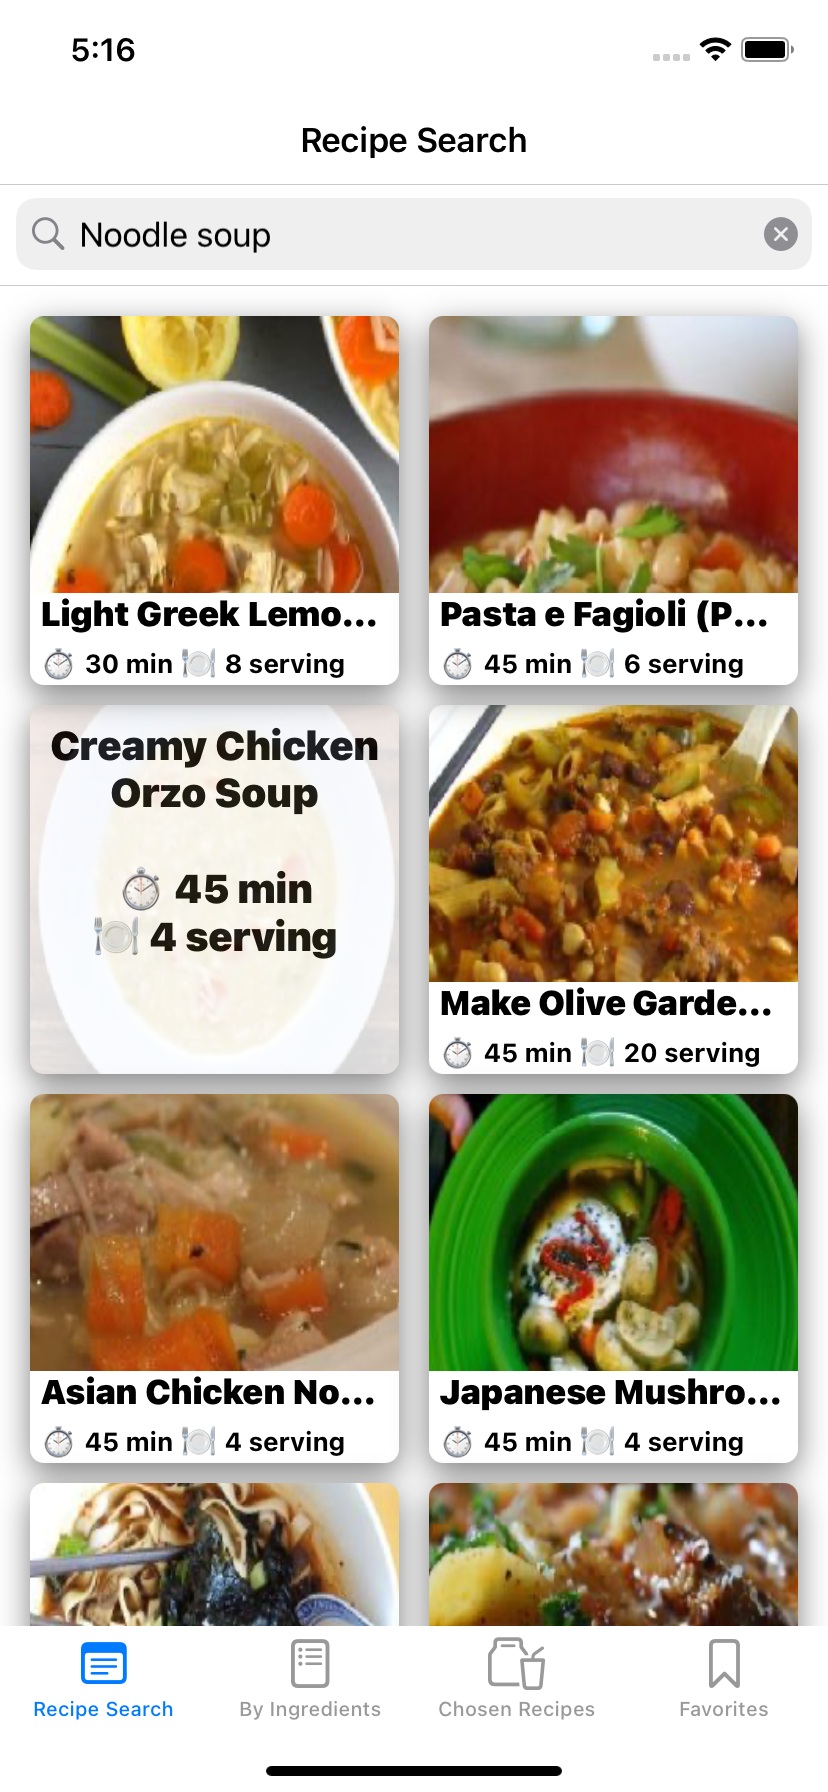 5:16
Recipe Search
Noodle soup
Light Greek Lemo...
30 min 8 serving
Pasta e Fagioli (P...
45 min 6 serving
Creamy Chicken
Orzo Soup
45 min
4 serving
Make Olive Garde...
45 min 20 serving
Asian Chicken No...
45 min 4 serving
Japanese Mushro...
45 min 4 serving
Recipe Search
By Ingredients
Chosen Recipes
Favorites